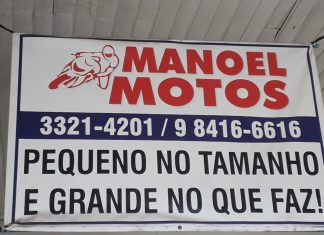 MANOEL
MOTOS
3321-4201 / 9 8416-6616
PEQUENO NO TAMANHO
E GRANDE NO QUE FAZ!